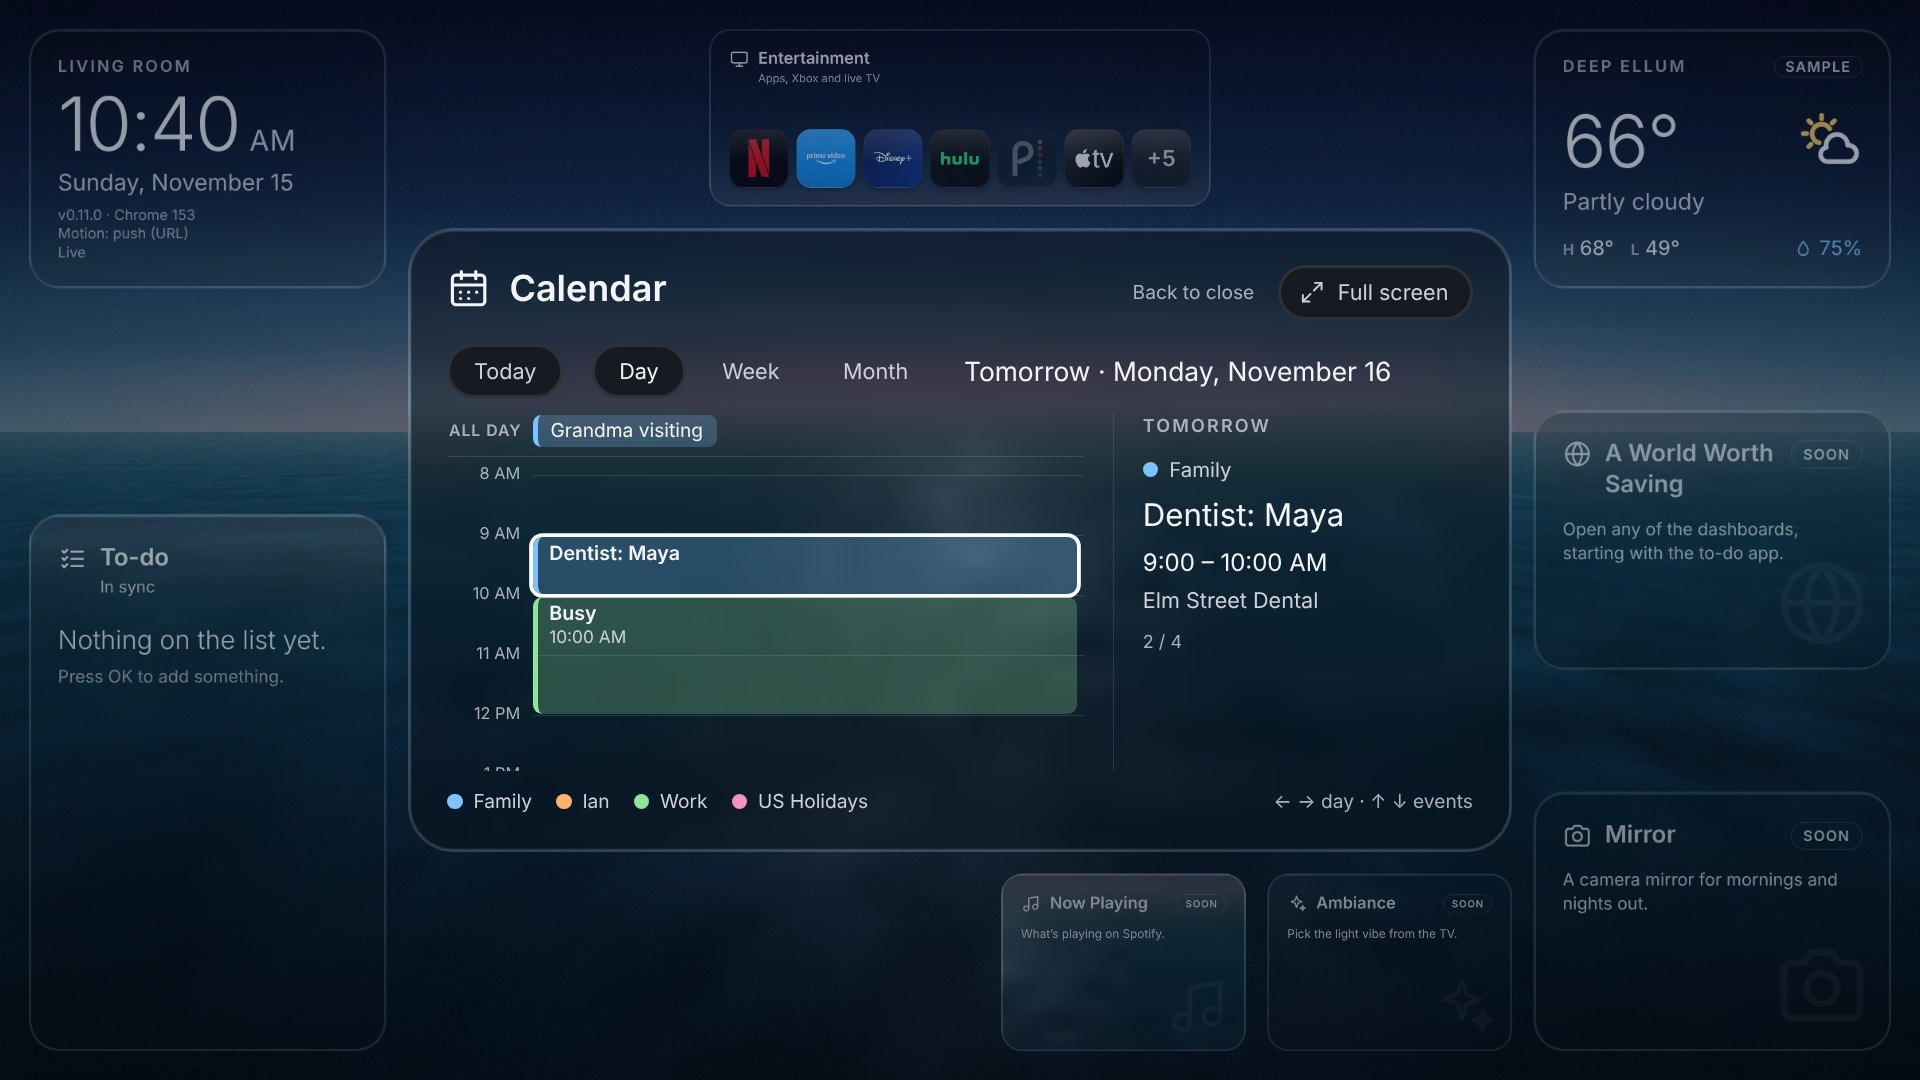 LIVING ROOM
10:40 AM
Sunday, November 15
v0.11.0 · Chrome 153
Motion: push (URL)
Live
Entertainment
Apps, Xbox and live TV
N
prime video
Disney+
hulu
P
tv
+5
DEEP ELLUM
SAMPLE
66°
Partly cloudy
H 68° L 49°
75%
Calendar
Back to close
Full screen
Today
Day
Week
Month
Tomorrow · Monday, November 16
ALL DAY
Grandma visiting
8 AM
9 AM
Dentist: Maya
10 AM
Busy
10:00 AM
11 AM
12 PM
1 PM
TOMORROW
Family
Dentist: Maya
9:00 – 10:00 AM
Elm Street Dental
2 / 4
Family
Ian
Work
US Holidays
← → day · ↑ ↓ events
To-do
In sync
Nothing on the list yet.
Press OK to add something.
A World Worth
Saving
SOON
Open any of the dashboards,
starting with the to-do app.
Mirror
SOON
A camera mirror for mornings and
nights out.
Now Playing
SOON
What's playing on Spotify.
Ambiance
SOON
Pick the light vibe from the TV.